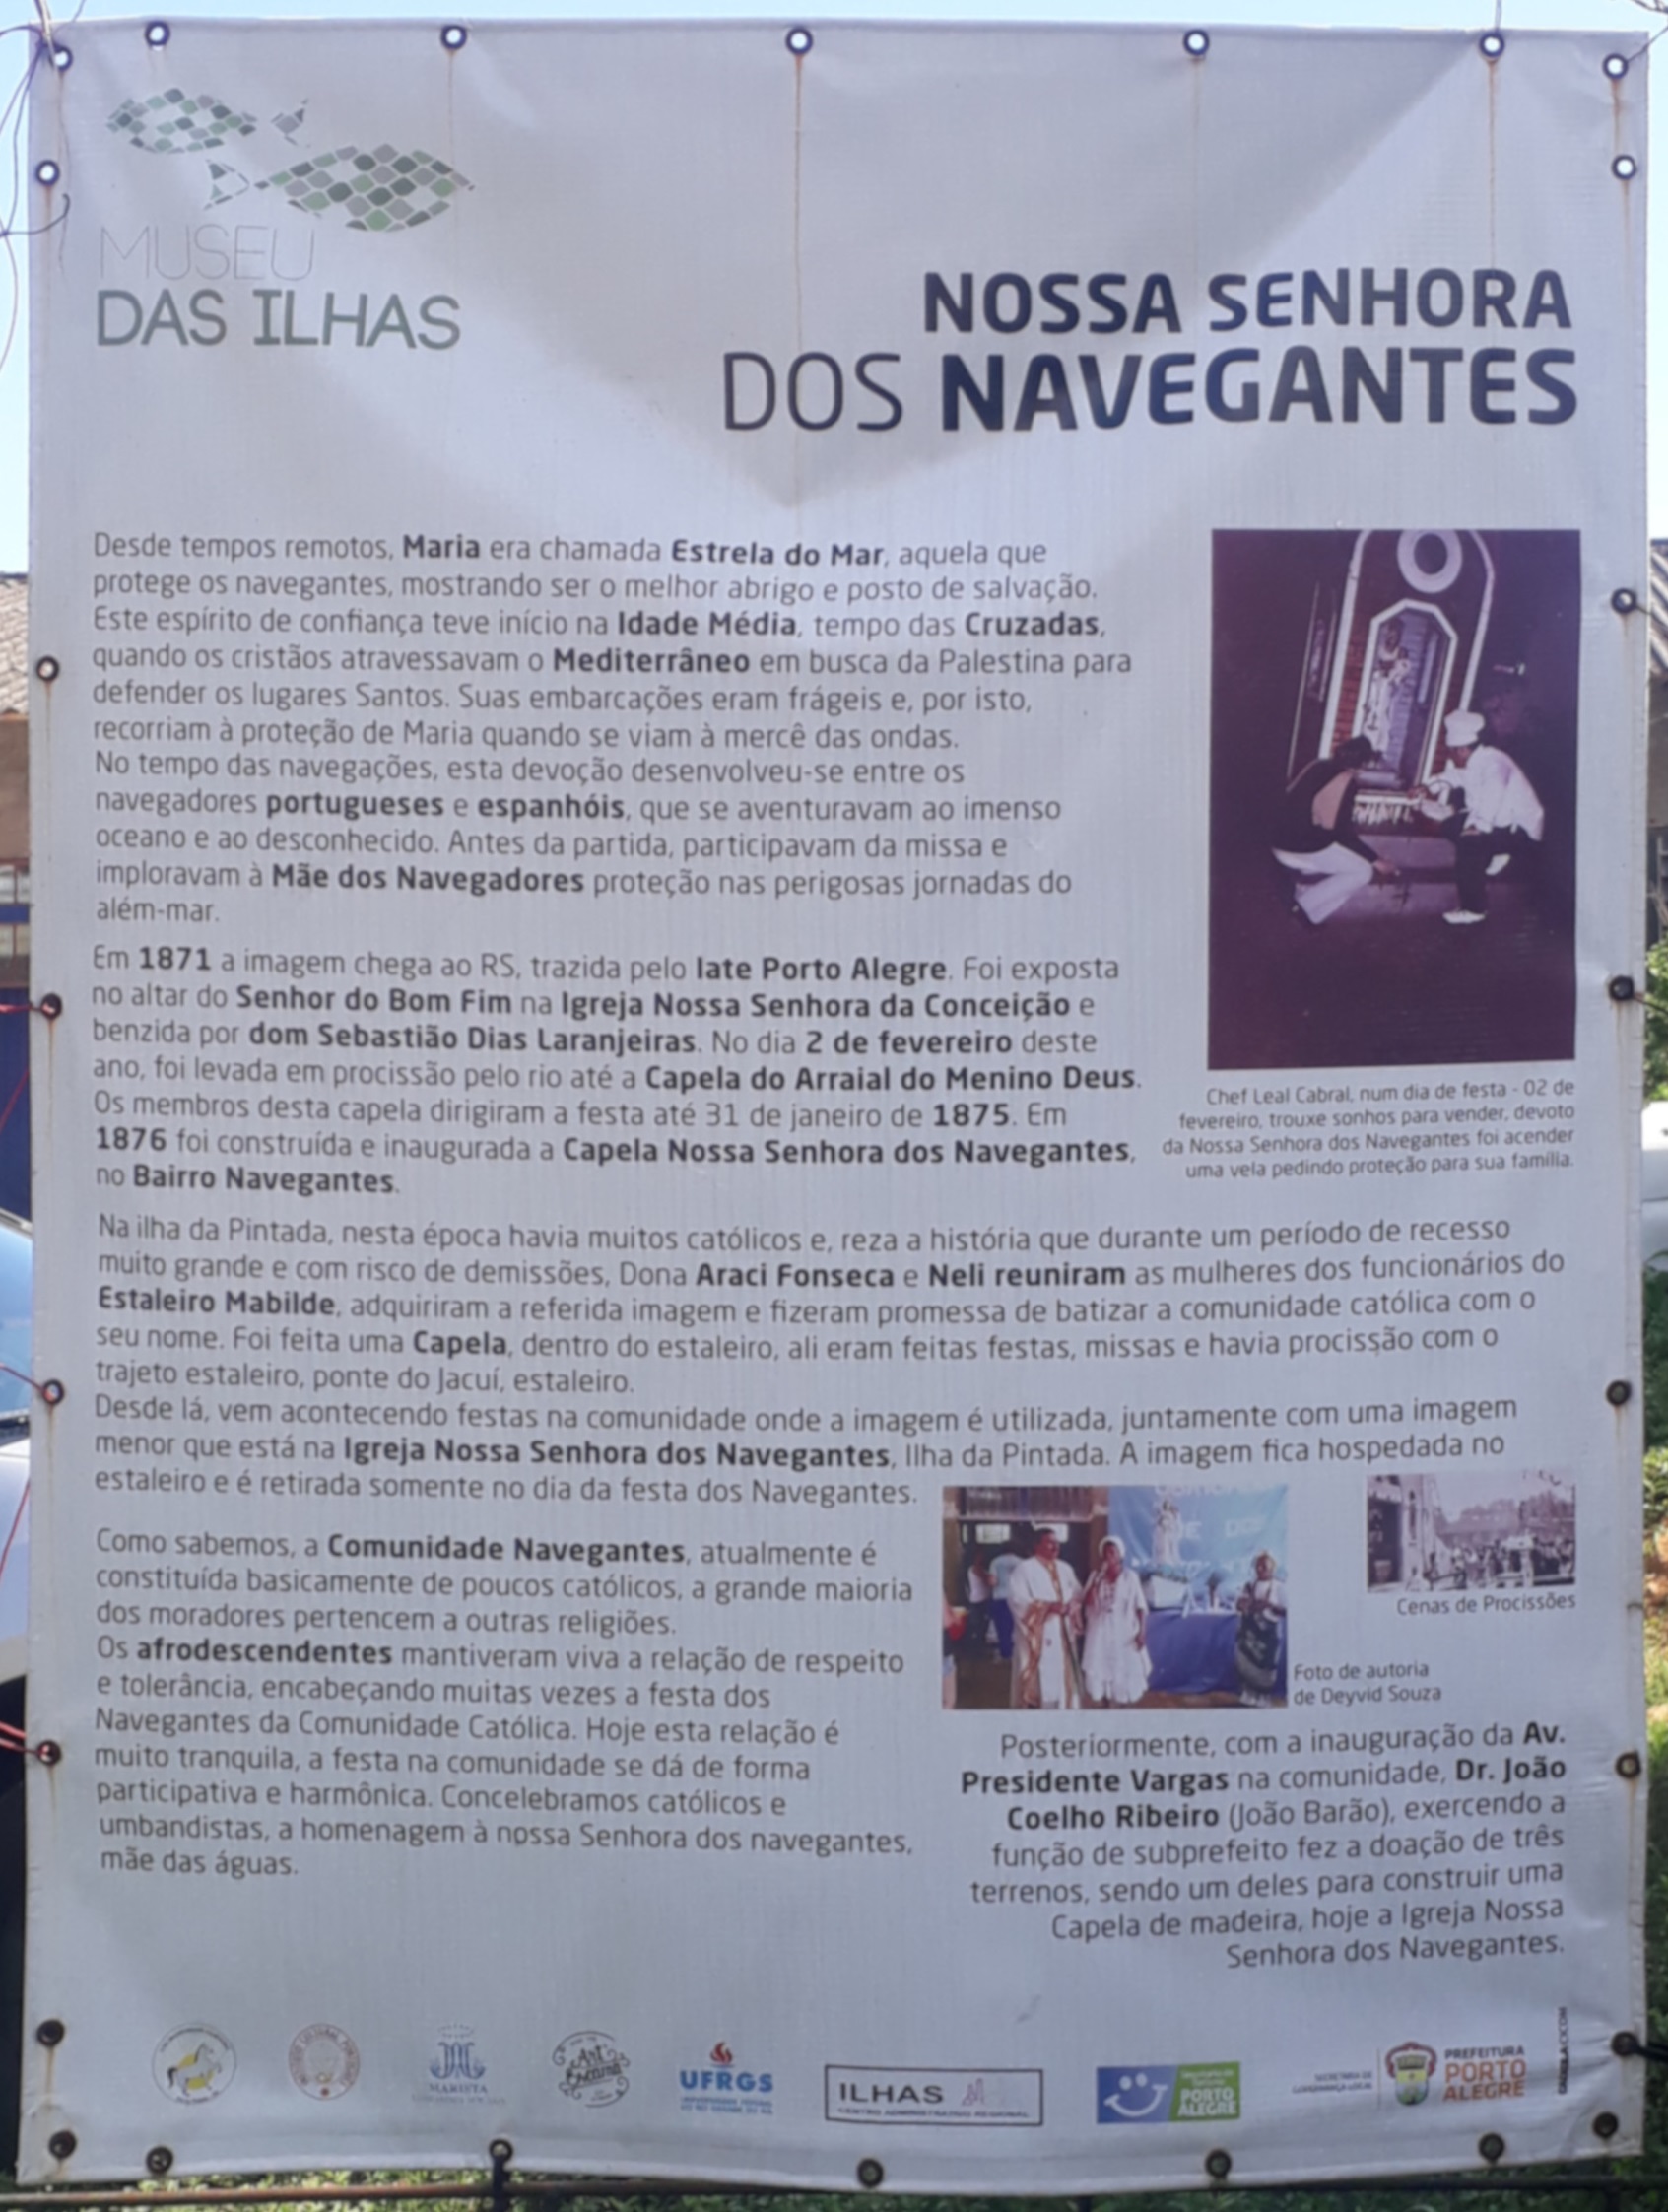 MUSEU
DAS ILHAS
NOSSA SENHORA
DOS NAVEGANTES
Desde tempos remotos, Maria era chamada Estrela do Mar, aquela que
protege os navegantes, mostrando ser o melhor abrigo e posto de salvação.
Este espírito de confiança teve início na Idade Média, tempo das Cruzadas,
quando os cristãos atravessavam o Mediterrâneo em busca da Palestina para
defender os lugares Santos. Suas embarcações eram frágeis e, por isto,
recorriam à proteção de Maria quando se viam à mercê das ondas.
No tempo das navegações, esta devoção desenvolveu-se entre os
navegadores portugueses e espanhóis, que se aventuravam ao imenso
oceano e ao desconhecido. Antes da partida, participavam da missa e
imploravam à Mãe dos Navegadores proteção nas perigosas jornadas do
além-mar.
Em 1871 a imagem chega ao RS, trazida pelo Iate Porto Alegre. Foi exposta
no altar do Senhor do Bom Fim na Igreja Nossa Senhora da Conceição e
benzida por dom Sebastião Dias Laranjeiras. No dia 2 de fevereiro deste
ano, foi levada em procissão pelo rio até a Capela do Arraial do Menino Deus.
Os membros desta capela dirigiram a festa até 31 de janeiro de 1875. Em
1876 foi construída e inaugurada a Capela Nossa Senhora dos Navegantes,
no Bairro Navegantes.
Chef Leal Cabral, num dia de festa - 02 de
fevereiro, trouxe sonhos para vender, devoto
da Nossa Senhora dos Navegantes foi acender
uma vela pedindo proteção para sua família.
Na ilha da Pintada, nesta época havia muitos católicos e, reza a história que durante um período de recesso
muito grande e com risco de demissões, Dona Araci Fonseca e Neli reuniram as mulheres dos funcionários do
Estaleiro Mabilde, adquiriram a referida imagem e fizeram promessa de batizar a comunidade católica com o
seu nome. Foi feita uma Capela, dentro do estaleiro, ali eram feitas festas, missas e havia procissão com o
trajeto estaleiro, ponte do Jacuí, estaleiro.
Desde lá, vem acontecendo festas na comunidade onde a imagem é utilizada, juntamente com uma imagem
menor que está na Igreja Nossa Senhora dos Navegantes, Ilha da Pintada. A imagem fica hospedada no
estaleiro e é retirada somente no dia da festa dos Navegantes.
Como sabemos, a Comunidade Navegantes, atualmente é
constituída basicamente de poucos católicos, a grande maioria
dos moradores pertencem a outras religiões.
Os afrodescendentes mantiveram viva a relação de respeito
e tolerância, encabeçando muitas vezes a festa dos
Navegantes da Comunidade Católica. Hoje esta relação é
muito tranquila, a festa na comunidade se dá de forma
participativa e harmônica. Concelebramos católicos e
umbandistas, a homenagem à nossa Senhora dos navegantes,
mãe das águas.
Cenas de Procissões
Foto de autoria
de Deyvid Souza
Posteriormente, com a inauguração da Av.
Presidente Vargas na comunidade, Dr. João
Coelho Ribeiro (João Barão), exercendo a
função de subprefeito fez a doação de três
terrenos, sendo um deles para construir uma
Capela de madeira, hoje a Igreja Nossa
Senhora dos Navegantes.
MARISTA
Art
UFRGS
ILHAS
CENTRO ADMINISTRATIVO REGIONAL
PORTO
ALEGRE
PREFEITURA
PORTO
ALEGRE